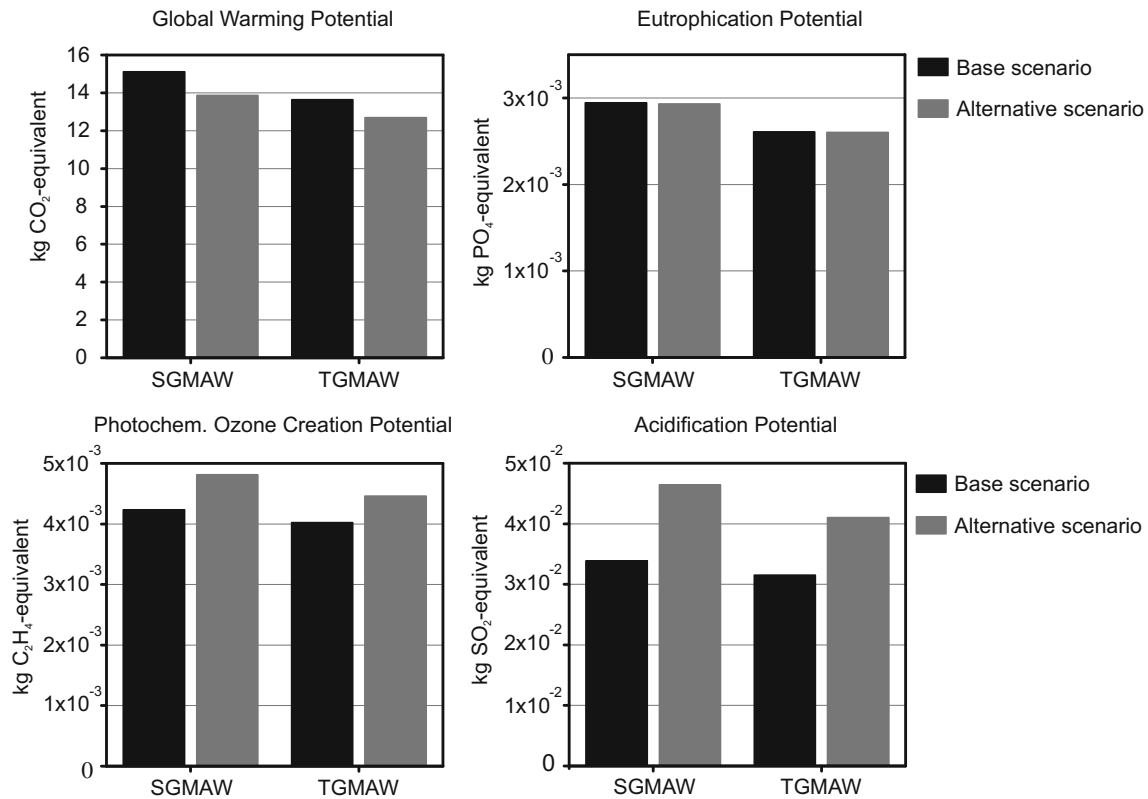 Global Warming Potential
16
14
12
10
8
6
4
2
0
kg CO₂-equivalent
SGMAW
TGMAW
Eutrophication Potential
3x10⁻³
2x10⁻³
1x10⁻³
0
kg PO₄-equivalent
SGMAW
TGMAW
Base scenario
Alternative scenario
Photochem. Ozone Creation Potential
5x10⁻³
4x10⁻³
3x10⁻³
2x10⁻³
1x10⁻³
0
kg C₂H₄-equivalent
SGMAW
TGMAW
Acidification Potential
5x10⁻²
4x10⁻²
3x10⁻²
2x10⁻²
1x10⁻²
0
kg SO₂-equivalent
SGMAW
TGMAW
Base scenario
Alternative scenario